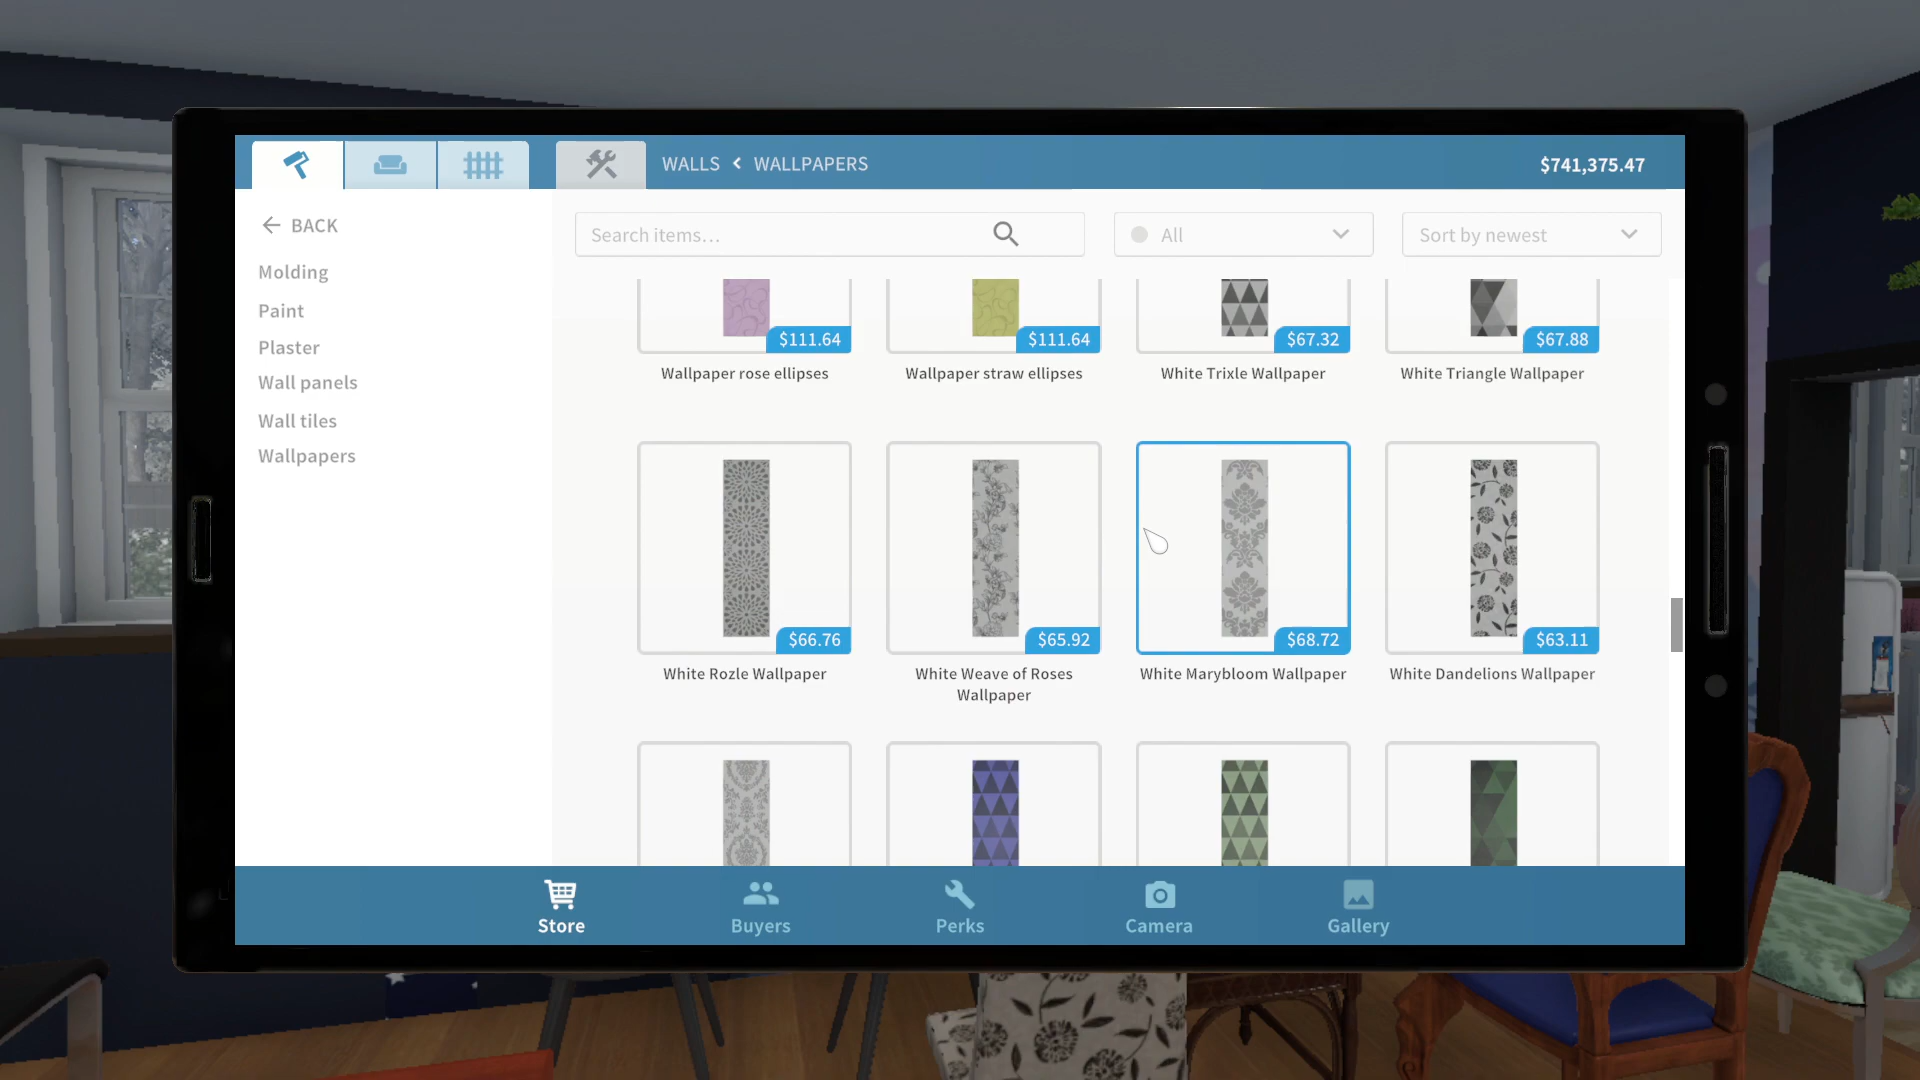 WALLS < WALLPAPERS
$741,375.47
BACK
Search items...
All
Sort by newest
Molding
Paint
Plaster
Wall panels
Wall tiles
Wallpapers
$111.64
$111.64
$67.32
$67.88
Wallpaper rose ellipses
Wallpaper straw ellipses
White Trixle Wallpaper
White Triangle Wallpaper
$66.76
$65.92
$68.72
$63.11
White Rozle Wallpaper
White Weave of Roses
Wallpaper
White Marybloom Wallpaper
White Dandelions Wallpaper
Store
Buyers
Perks
Camera
Gallery